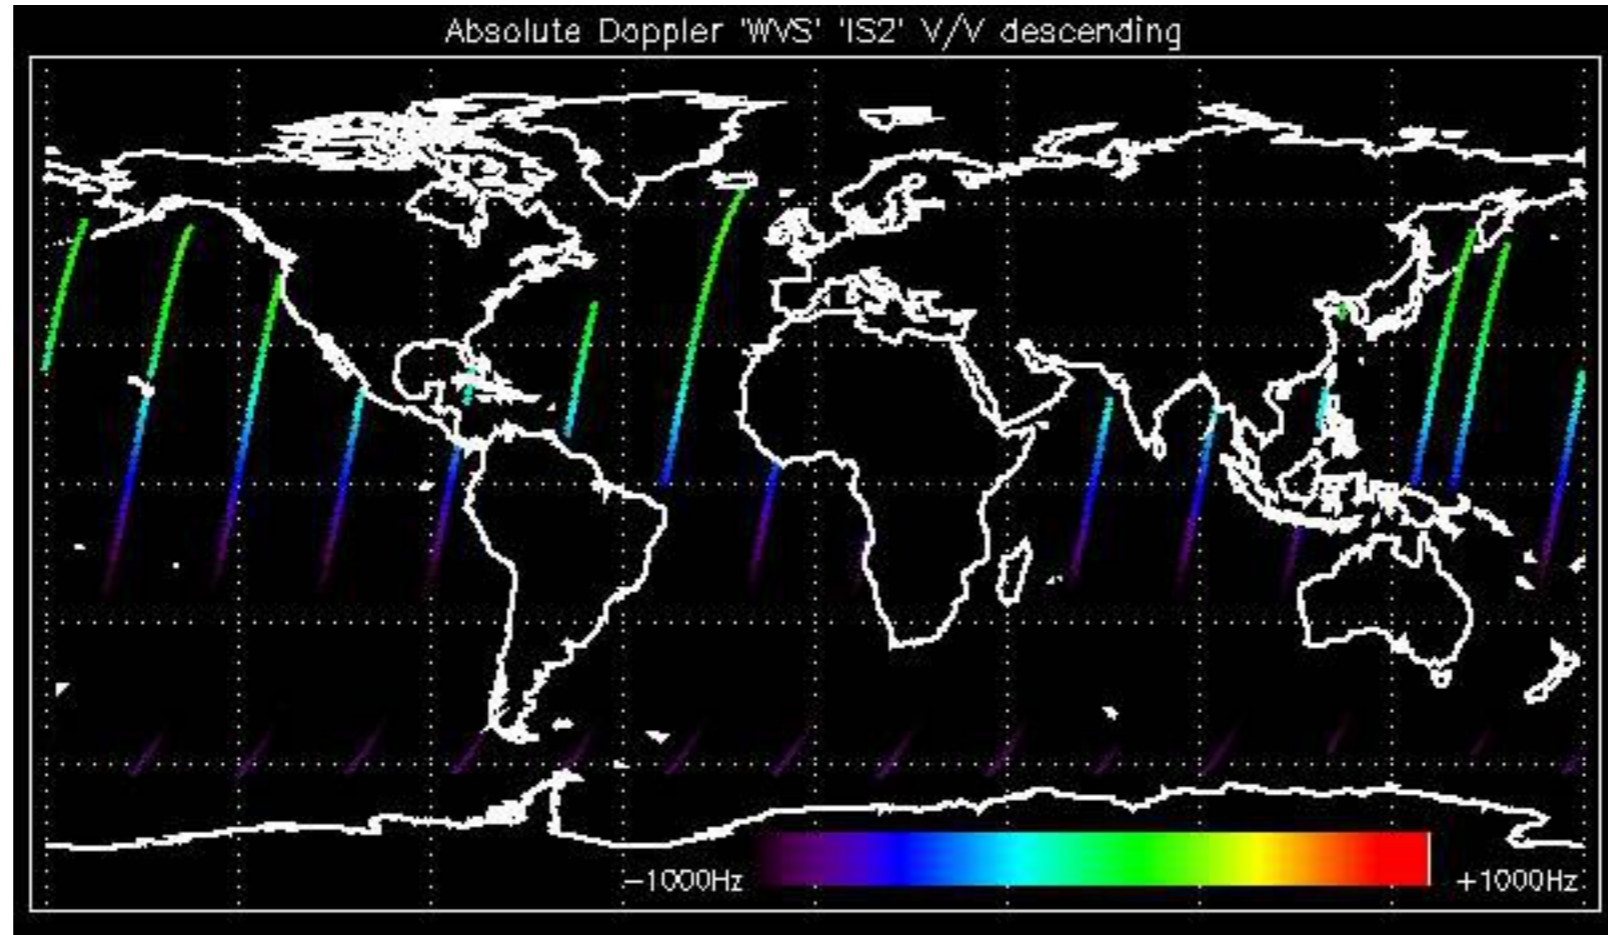 Absolute Doppler 'WVS' 'IS2' V/V descending
−1000Hz
+1000Hz